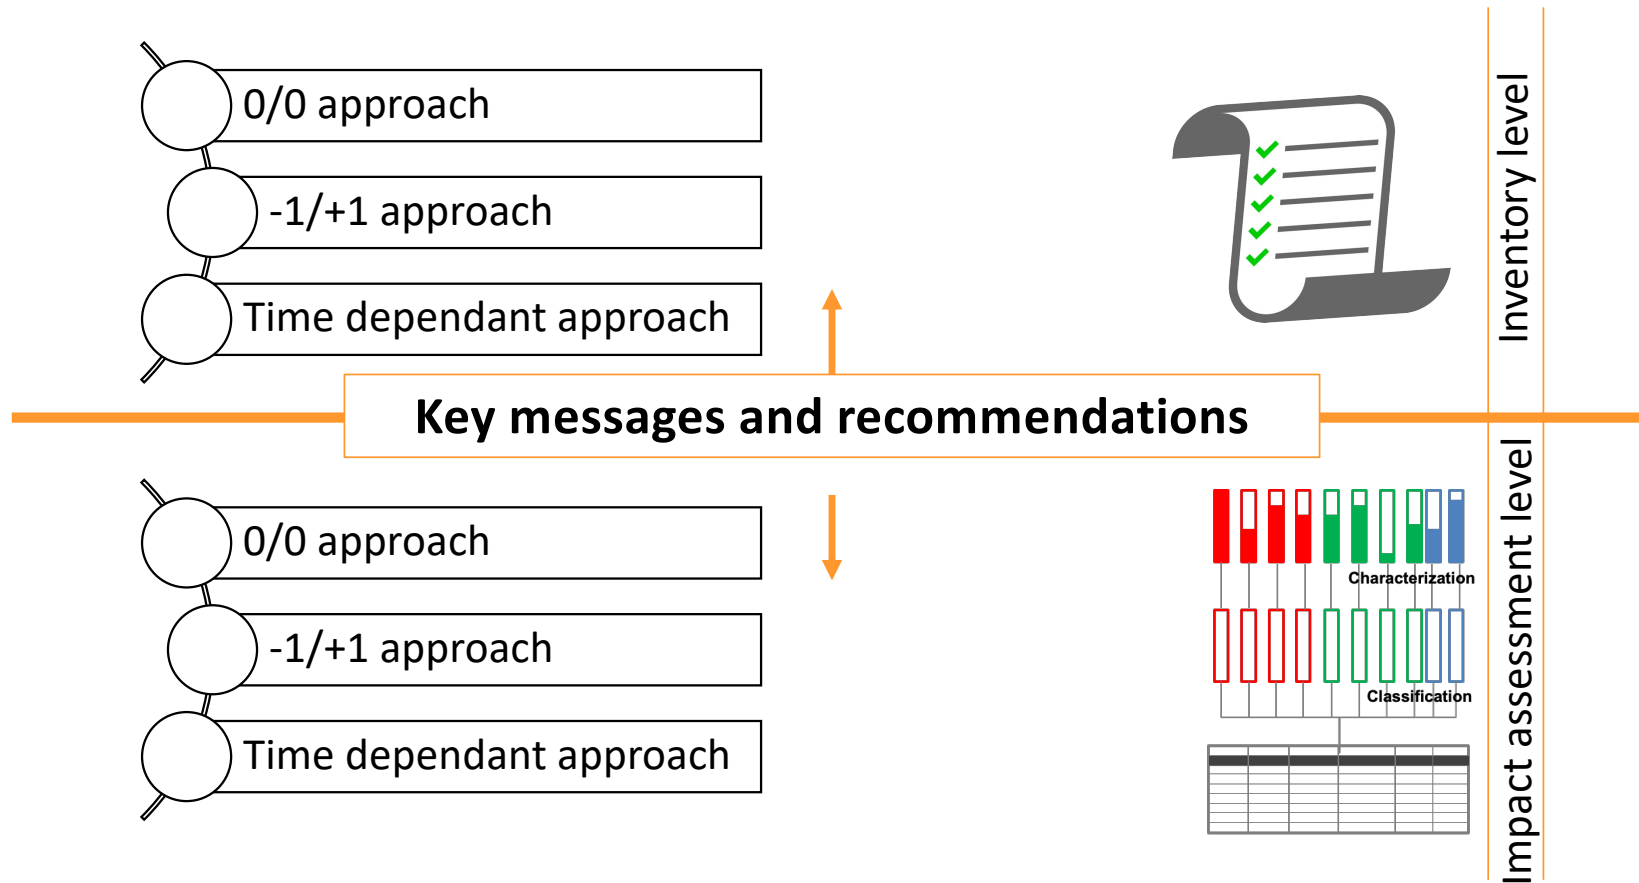 0/0 approach
-1/+1 approach
Time dependant approach
Inventory level
Key messages and recommendations
0/0 approach
-1/+1 approach
Time dependant approach
Characterization
Classification
Impact assessment level